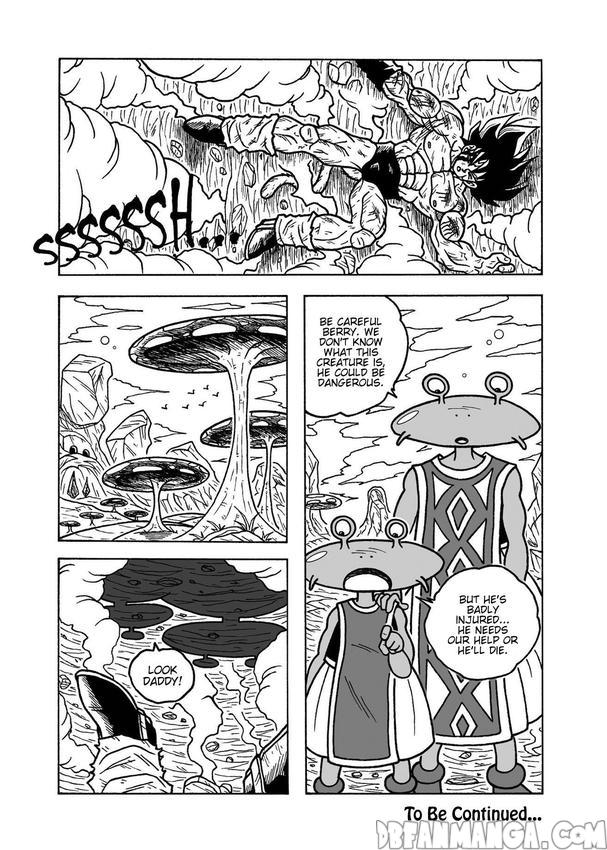 SSSSSSSH...
BE CAREFUL
BERRY. WE
DON'T KNOW
WHAT THIS
CREATURE IS,
HE COULD BE
DANGEROUS.
LOOK
DADDY!
BUT HE'S
BADLY
INJURED...
HE NEEDS
OUR HELP OR
HE'LL DIE.
To Be Continued...
DBFANMANGA.COM